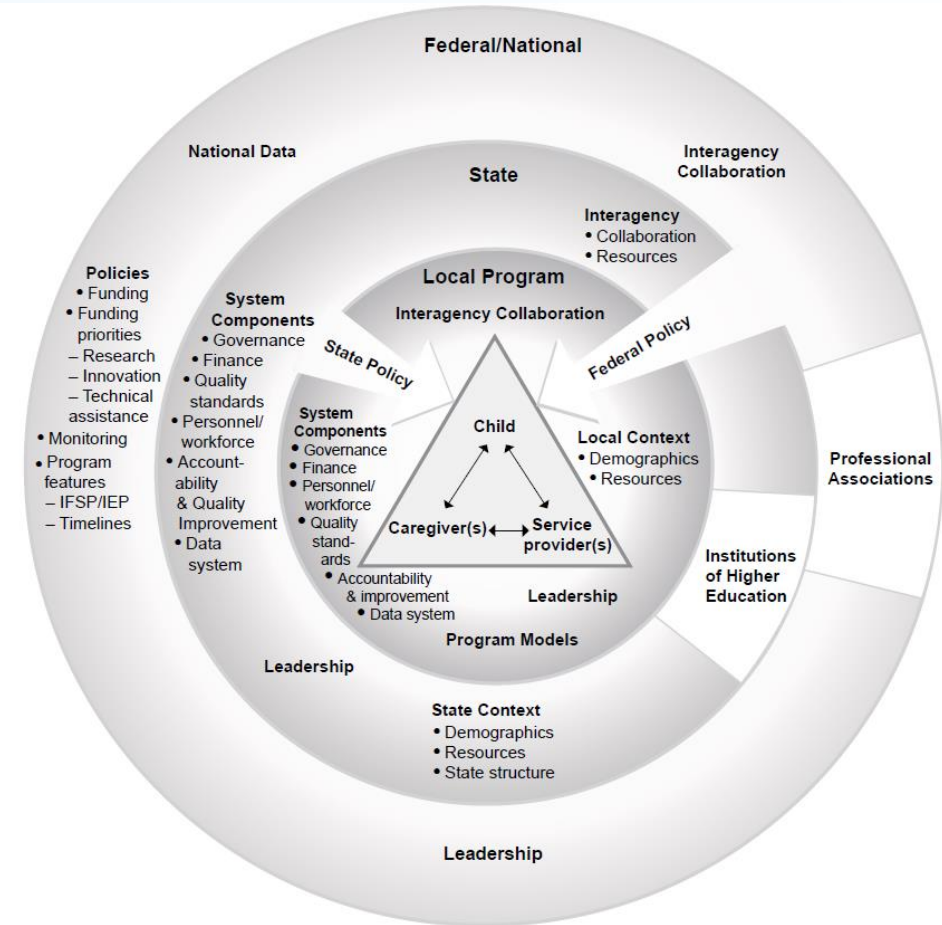 Federal/National
National Data
Interagency
Collaboration
Policies
• Funding
• Funding
priorities
– Research
– Innovation
– Technical
assistance
• Monitoring
• Program
features
– IFSP/IEP
– Timelines
State
Interagency
• Collaboration
• Resources
System
Components
• Governance
• Finance
• Quality
standards
• Personnel/
workforce
• Account-
ability
& Quality
Improvement
• Data
system
Local Program
Interagency Collaboration
State Policy
Federal Policy
System
Components
• Governance
• Finance
• Personnel/
workforce
• Quality
stand-
ards
• Accountability
& improvement
• Data system
Child
Caregiver(s)
Service
provider(s)
Local Context
• Demographics
• Resources
Leadership
Program Models
Institutions
of Higher
Education
Professional
Associations
Leadership
State Context
• Demographics
• Resources
• State structure
Leadership